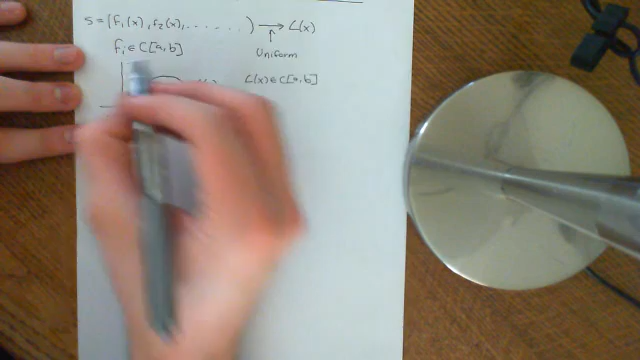 S = {f₁(x), f₂(x), . . . . . . ) → L(x)
↑
Uniform
fᵢ ∈ C[a,b]
L(x) ∈ C[a,b]